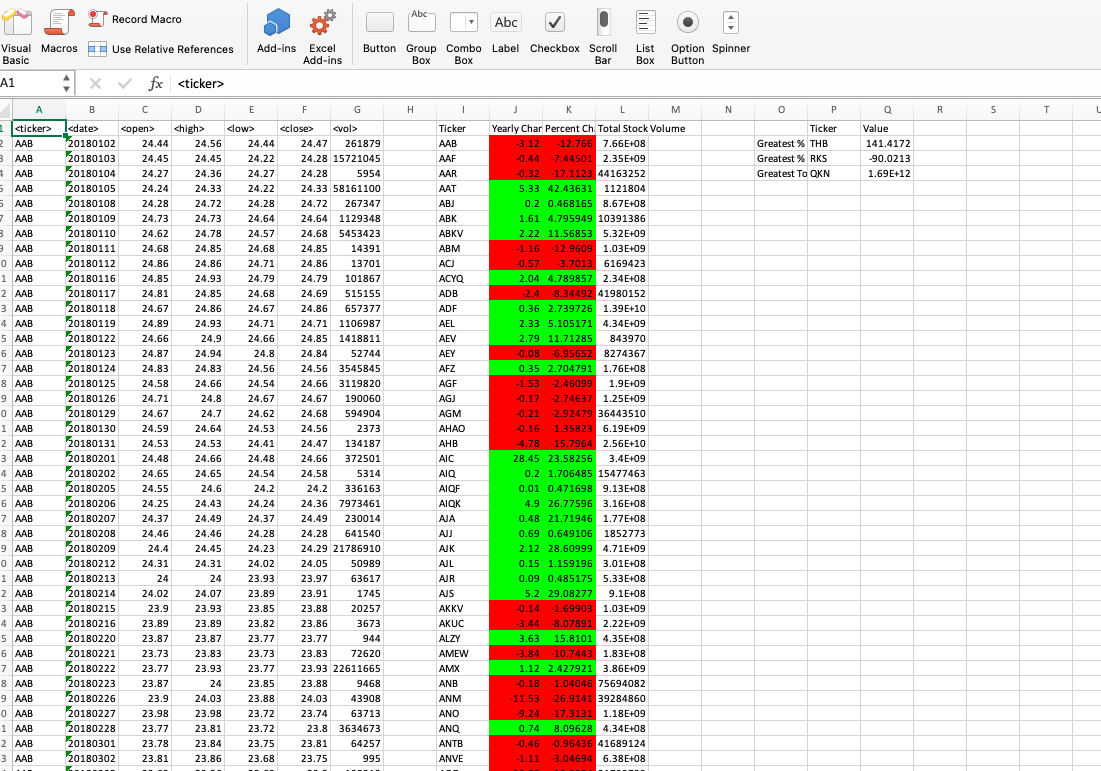 Visual Basic
Macros
Record Macro
Use Relative References
Add-ins
Excel Add-ins
Button
Group Box
Abc
Combo Box
Abc
Label
Checkbox
Scroll Bar
List Box
Option Button
Spinner
A1 fx <ticker>
A B C D E F G H I J K L M N O P Q R S T
<ticker> <date> <open> <high> <low> <close> <vol> Ticker Yearly Char Percent Ch Total Stock Volume Ticker Value
AAB 20180102 24.44 24.56 24.44 24.47 261879 AAB -3.12 -12.766 7.66E+08 Greatest % THB 141.4172
AAB 20180103 24.45 24.45 24.22 24.28 15721045 AAF -0.44 -7.44501 2.35E+09 Greatest % RKS -90.0213
AAB 20180104 24.27 24.36 24.27 24.28 5954 AAR -0.32 -17.1123 44163252 Greatest To QKN 1.69E+12
AAB 20180105 24.24 24.33 24.22 24.33 58161100 AAT 5.33 42.43631 1121804
AAB 20180108 24.28 24.72 24.28 24.72 267347 ABJ 0.2 0.468165 8.67E+08
AAB 20180109 24.73 24.73 24.64 24.64 1129348 ABK 1.61 4.795949 10391386
AAB 20180110 24.62 24.78 24.57 24.68 5453423 ABKV 2.22 11.56853 5.32E+09
AAB 20180111 24.68 24.85 24.68 24.85 14391 ABM -1.16 -12.9609 1.03E+09
AAB 20180112 24.86 24.86 24.71 24.86 13701 ACJ -0.57 -3.7013 6169423
AAB 20180116 24.85 24.93 24.79 24.79 101867 ACYQ 2.04 4.789857 2.34E+08
AAB 20180117 24.81 24.85 24.68 24.69 515155 ADB -2.4 -8.34492 41980152
AAB 20180118 24.67 24.86 24.67 24.86 657377 ADF 0.36 2.739726 1.39E+10
AAB 20180119 24.89 24.93 24.71 24.71 1106987 AEL 2.33 5.105171 4.34E+09
AAB 20180122 24.66 24.9 24.66 24.85 1418811 AEV 2.79 11.71285 843970
AAB 20180123 24.87 24.94 24.8 24.84 52744 AEY -0.08 -6.95652 8274367
AAB 20180124 24.83 24.83 24.56 24.56 3545845 AFZ 0.35 2.704791 1.76E+08
AAB 20180125 24.58 24.66 24.54 24.66 3119820 AGF -1.53 -2.46099 1.9E+09
AAB 20180126 24.71 24.8 24.67 24.67 190060 AGJ -0.17 -2.74637 1.25E+09
AAB 20180129 24.67 24.7 24.62 24.68 594904 AGM -0.21 -2.92479 36443510
AAB 20180130 24.59 24.64 24.53 24.56 2373 AHAO -0.16 -1.35823 6.19E+09
AAB 20180131 24.53 24.53 24.41 24.47 134187 AHB -4.78 -15.7964 2.56E+10
AAB 20180201 24.48 24.66 24.48 24.66 372501 AIC 28.45 23.58256 3.4E+09
AAB 20180202 24.65 24.65 24.54 24.58 5314 AIQ 0.2 1.706485 15477463
AAB 20180205 24.55 24.6 24.2 24.2 336163 AIQF 0.01 0.471698 9.13E+08
AAB 20180206 24.25 24.43 24.24 24.36 7973461 AIQK 4.9 26.77596 3.16E+08
AAB 20180207 24.37 24.49 24.37 24.49 230014 AJA 0.48 21.71946 1.77E+08
AAB 20180208 24.46 24.46 24.28 24.28 641540 AJJ 0.69 0.649106 1852773
AAB 20180209 24.4 24.45 24.23 24.29 21786910 AJK 2.12 28.60999 4.71E+09
AAB 20180212 24.31 24.31 24.02 24.05 50989 AJL 0.15 1.159196 3.01E+08
AAB 20180213 24 24 23.93 23.97 63617 AJR 0.09 0.485175 5.33E+08
AAB 20180214 24.02 24.07 23.89 23.91 1745 AJS 5.2 29.08277 9.1E+08
AAB 20180215 23.9 23.93 23.85 23.88 20257 AKKV -0.14 -1.69903 1.03E+09
AAB 20180216 23.89 23.89 23.82 23.86 3673 AKUC -3.44 -8.07891 2.22E+09
AAB 20180220 23.87 23.87 23.77 23.77 944 ALZY 3.63 15.8101 4.35E+08
AAB 20180221 23.73 23.83 23.73 23.83 72620 AMEW -3.84 -10.7443 1.83E+08
AAB 20180222 23.77 23.93 23.77 23.93 22611665 AMX 1.12 2.427921 3.86E+09
AAB 20180223 23.87 24 23.85 23.88 9468 ANB -0.18 -1.04046 75694082
AAB 20180226 23.9 24.03 23.88 24.03 43908 ANM -11.53 -26.9141 39284860
AAB 20180227 23.98 23.98 23.72 23.74 63713 ANO -9.24 -17.3131 1.18E+09
AAB 20180228 23.77 23.81 23.72 23.8 3634673 ANQ 0.74 8.09628 4.34E+08
AAB 20180301 23.78 23.84 23.75 23.81 64257 ANTB -0.46 -0.96436 41689124
AAB 20180302 23.81 23.86 23.68 23.75 995 ANVE -1.11 -3.04694 6.38E+08